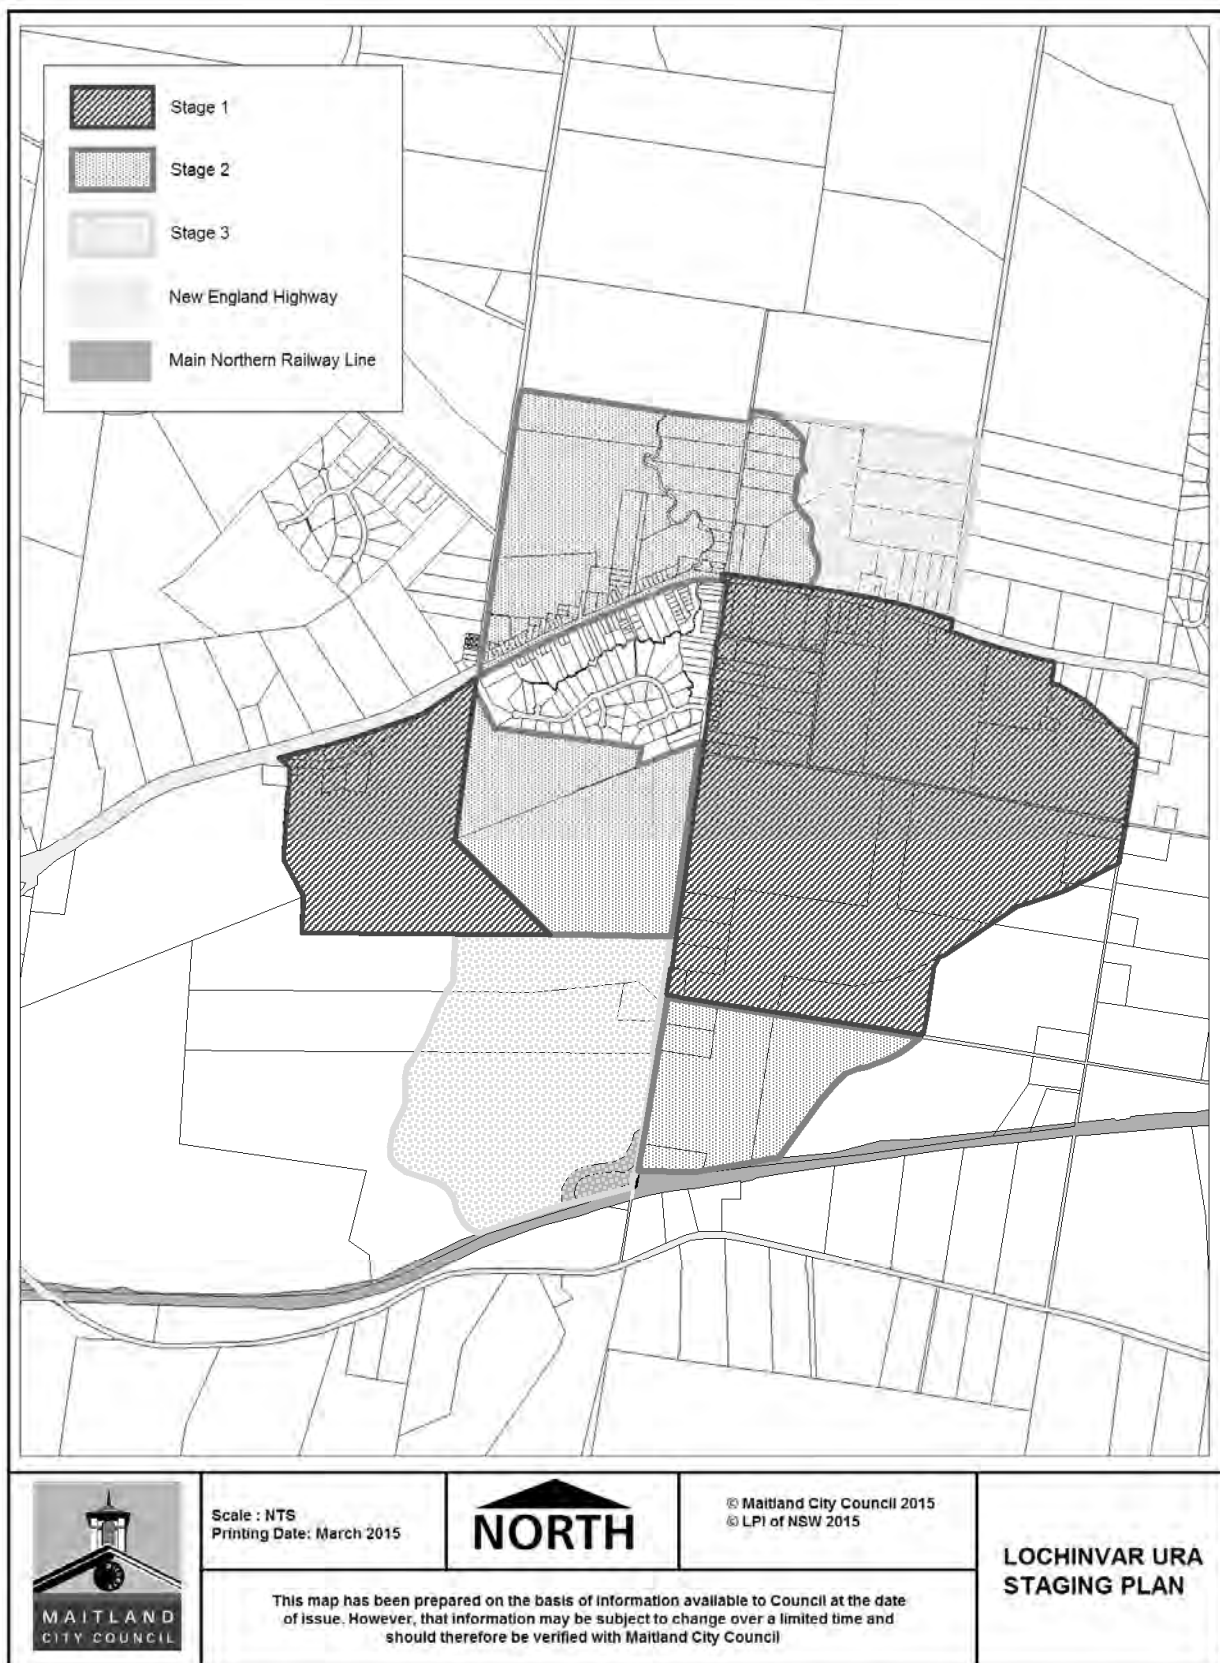 Stage 1
Stage 2
Stage 3
New England Highway
Main Northern Railway Line
MAITLAND
CITY COUNCIL
Scale : NTS
Printing Date: March 2015
NORTH
© Maitland City Council 2015
© LPI of NSW 2015
This map has been prepared on the basis of information available to Council at the date
of issue. However, that information may be subject to change over a limited time and
should therefore be verified with Maitland City Council
LOCHINVAR URA
STAGING PLAN